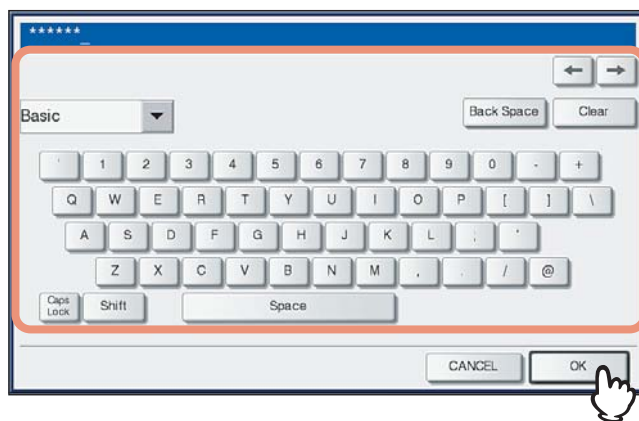 ******_
← →
Basic Back Space Clear
` 1 2 3 4 5 6 7 8 9 0 - +
Q W E R T Y U I O P [ ] \
A S D F G H J K L ; '
Z X C V B N M , . / @
Caps Lock Shift Space
CANCEL OK